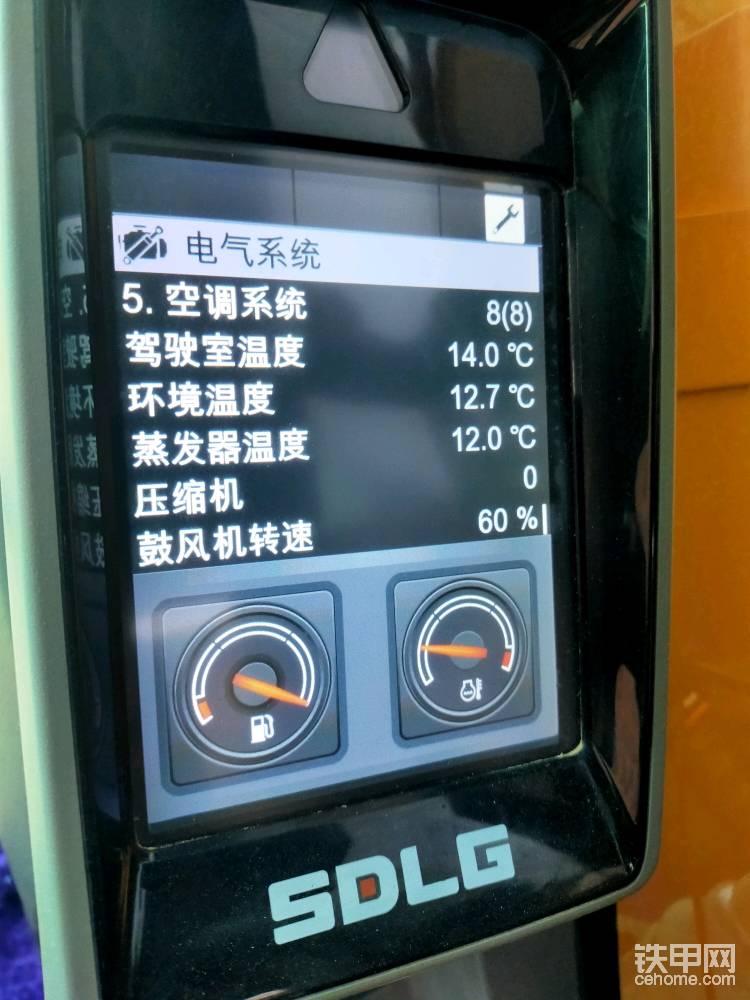 电气系统
5. 空调系统 8(8)
驾驶室温度 14.0 ℃
环境温度 12.7 ℃
蒸发器温度 12.0 ℃
压缩机 0
鼓风机转速 60 %
SDLG
铁甲网
cehome.com